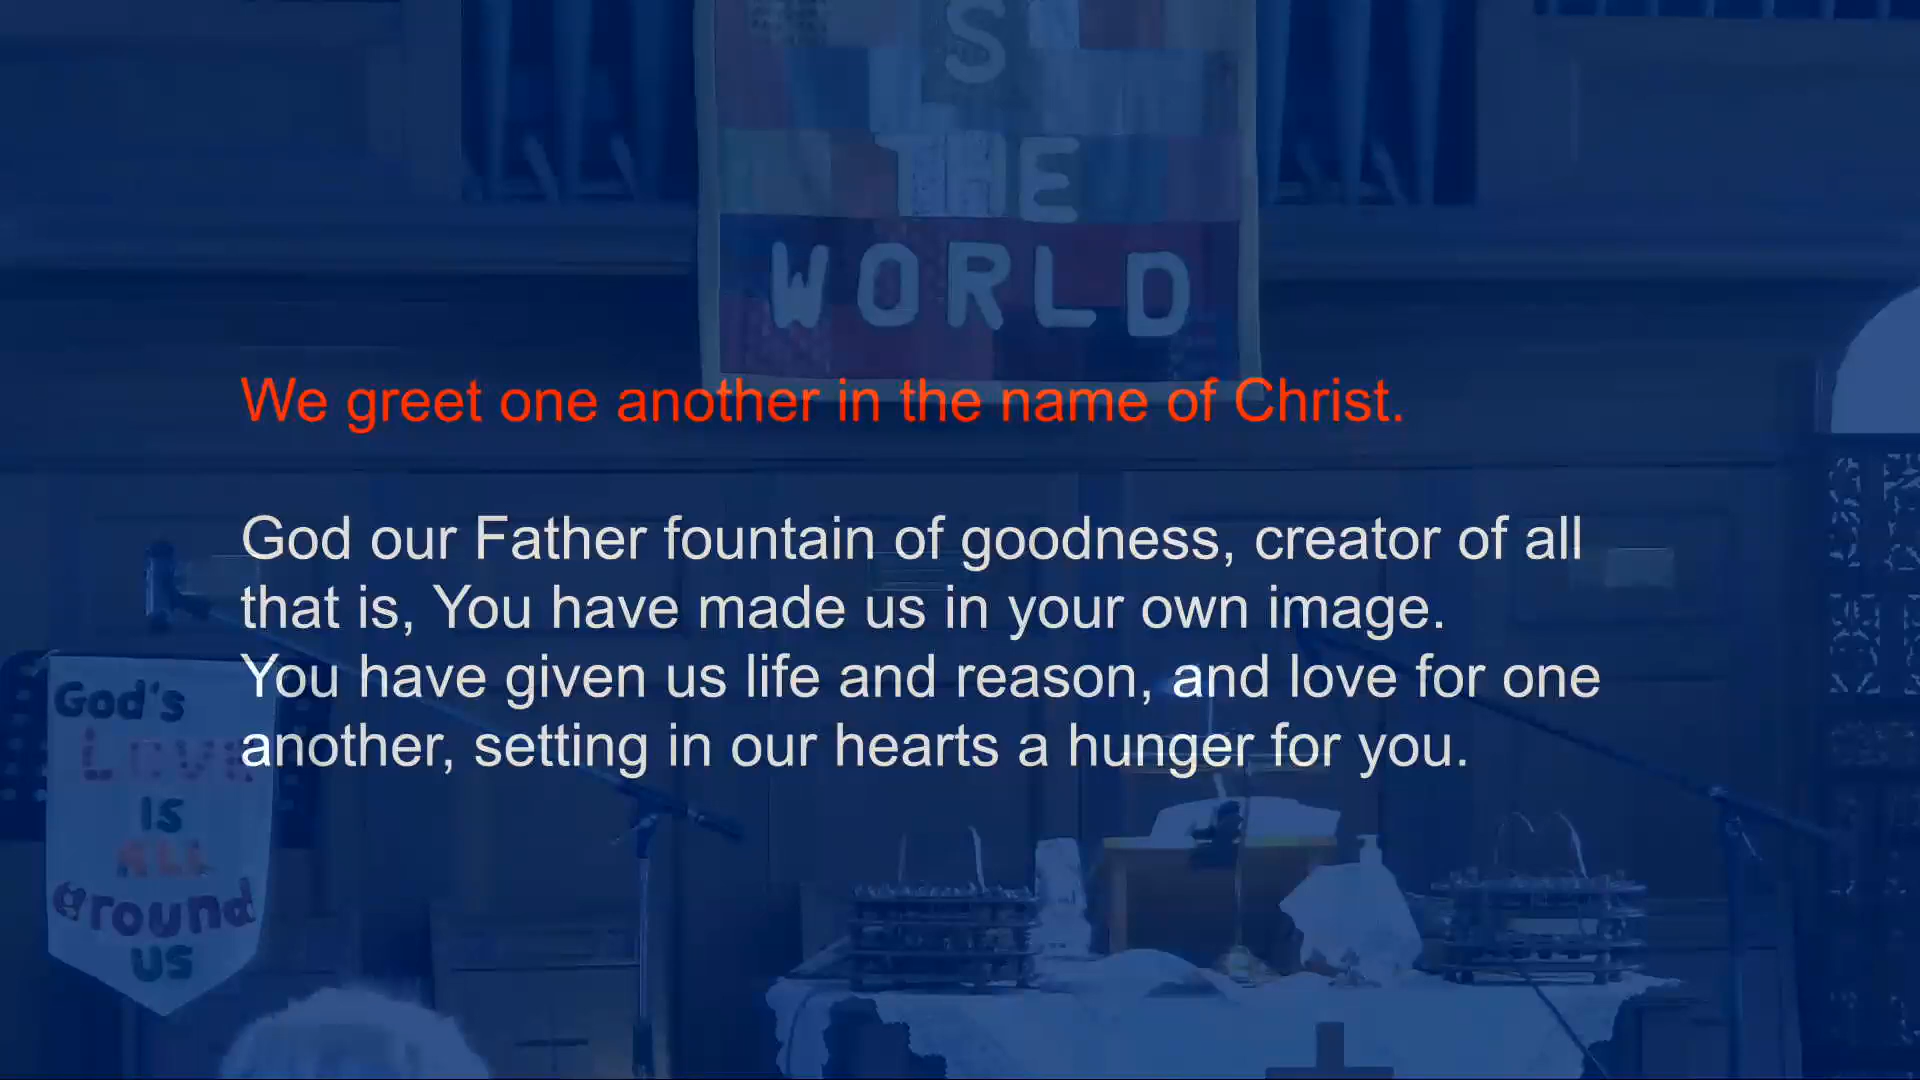 S
THE
WORLD
We greet one another in the name of Christ.
God our Father fountain of goodness, creator of all
that is, You have made us in your own image.
You have given us life and reason, and love for one
another, setting in our hearts a hunger for you.
God's
LOVE
IS
ALL
around
us